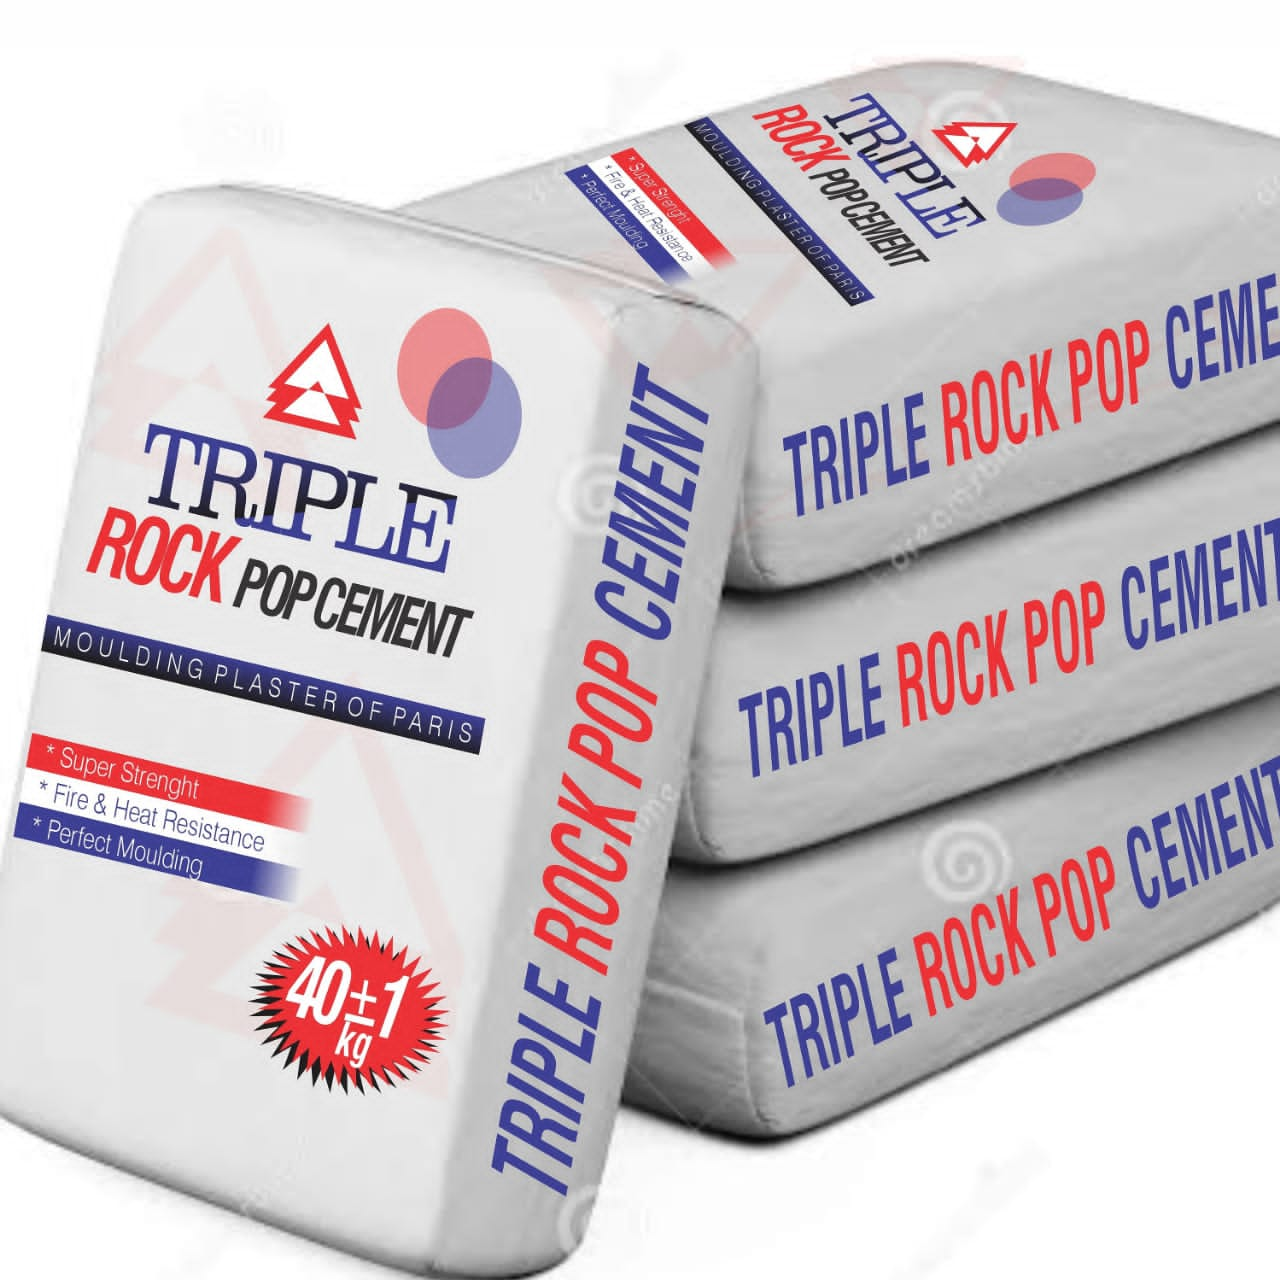 TRIPLE
ROCK POP CEMENT
MOULDING PLASTER OF PARIS
* Super Strenght
* Fire & Heat Resistance
* Perfect Moulding
40±1
kg
TRIPLE ROCK POP CEMENT
TRIPLE
ROCK POP CEMENT
MOULDING PLASTER OF PARIS
* Super Strenght
* Fire & Heat Resistance
* Perfect Moulding
TRIPLE ROCK POP CEME
TRIPLE ROCK POP CEMENT
TRIPLE ROCK POP CEMENT